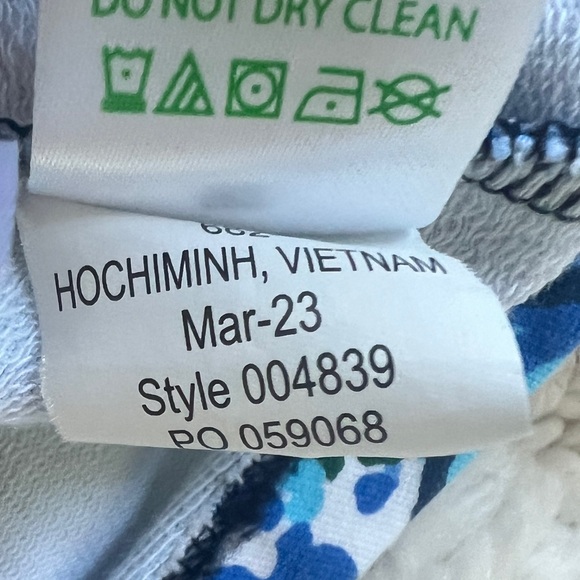 DO NOT DRY CLEAN
HOCHIMINH, VIETNAM
Mar-23
Style 004839
PO 059068